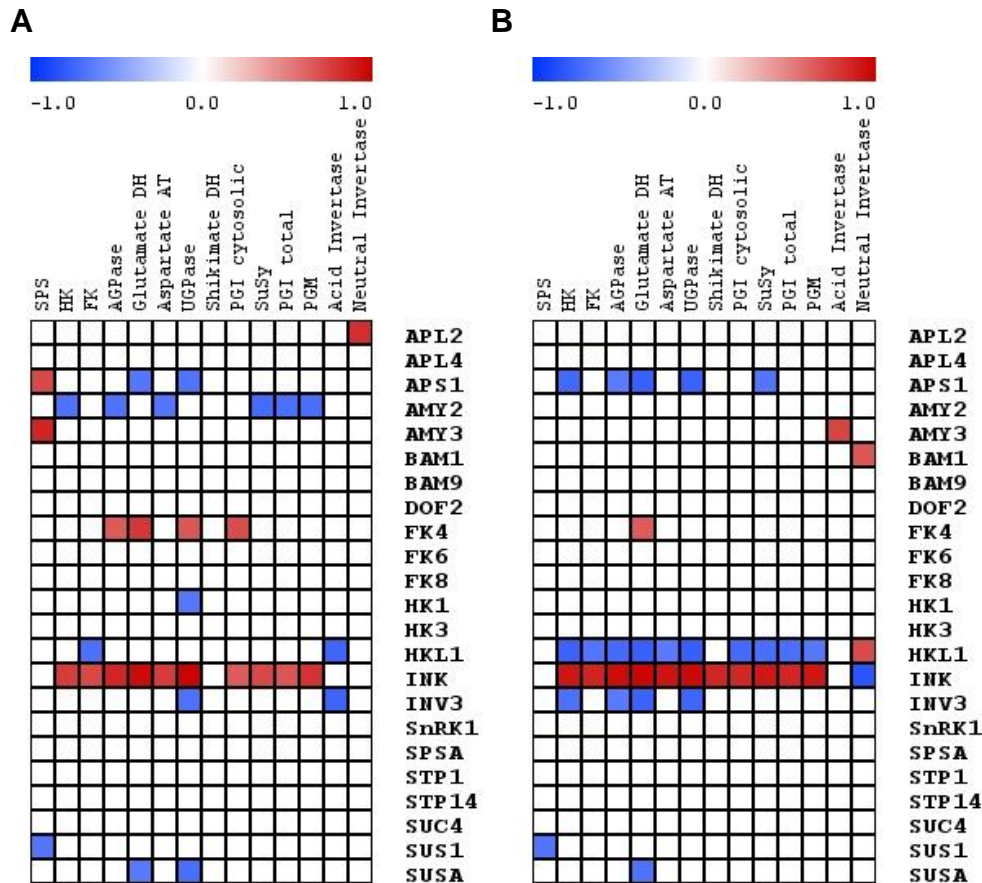 A
B
-1.0 0.0 1.0
-1.0 0.0 1.0
SPS
HK
FK
AGPase
Glutamate DH
Aspartate AT
UGPase
Shikimate DH
PGI cytosolic
SuSy
PGI total
PGM
Acid Invertase
Neutral Invertase
SPS
HK
FK
AGPase
Glutamate DH
Aspartate AT
UGPase
Shikimate DH
PGI cytosolic
SuSy
PGI total
PGM
Acid Invertase
Neutral Invertase
APL2
APL4
APS1
AMY2
AMY3
BAM1
BAM9
DOF2
FK4
FK6
FK8
HK1
HK3
HKL1
INK
INV3
SnRK1
SPSA
STP1
STP14
SUC4
SUS1
SUSA
APL2
APL4
APS1
AMY2
AMY3
BAM1
BAM9
DOF2
FK4
FK6
FK8
HK1
HK3
HKL1
INK
INV3
SnRK1
SPSA
STP1
STP14
SUC4
SUS1
SUSA